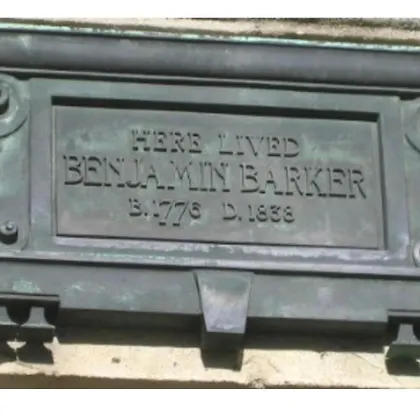 HERE LIVED
BENJAMIN BARKER
B. 1776 D. 1838